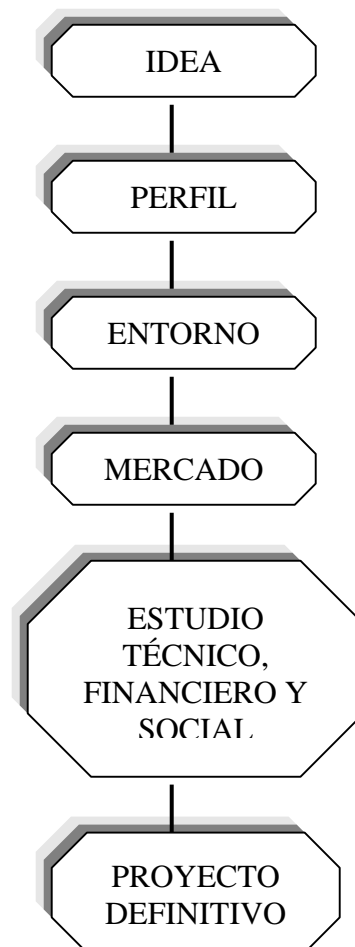 IDEA
PERFIL
ENTORNO
MERCADO
ESTUDIO
TÉCNICO,
FINANCIERO Y
SOCIAL
PROYECTO
DEFINITIVO